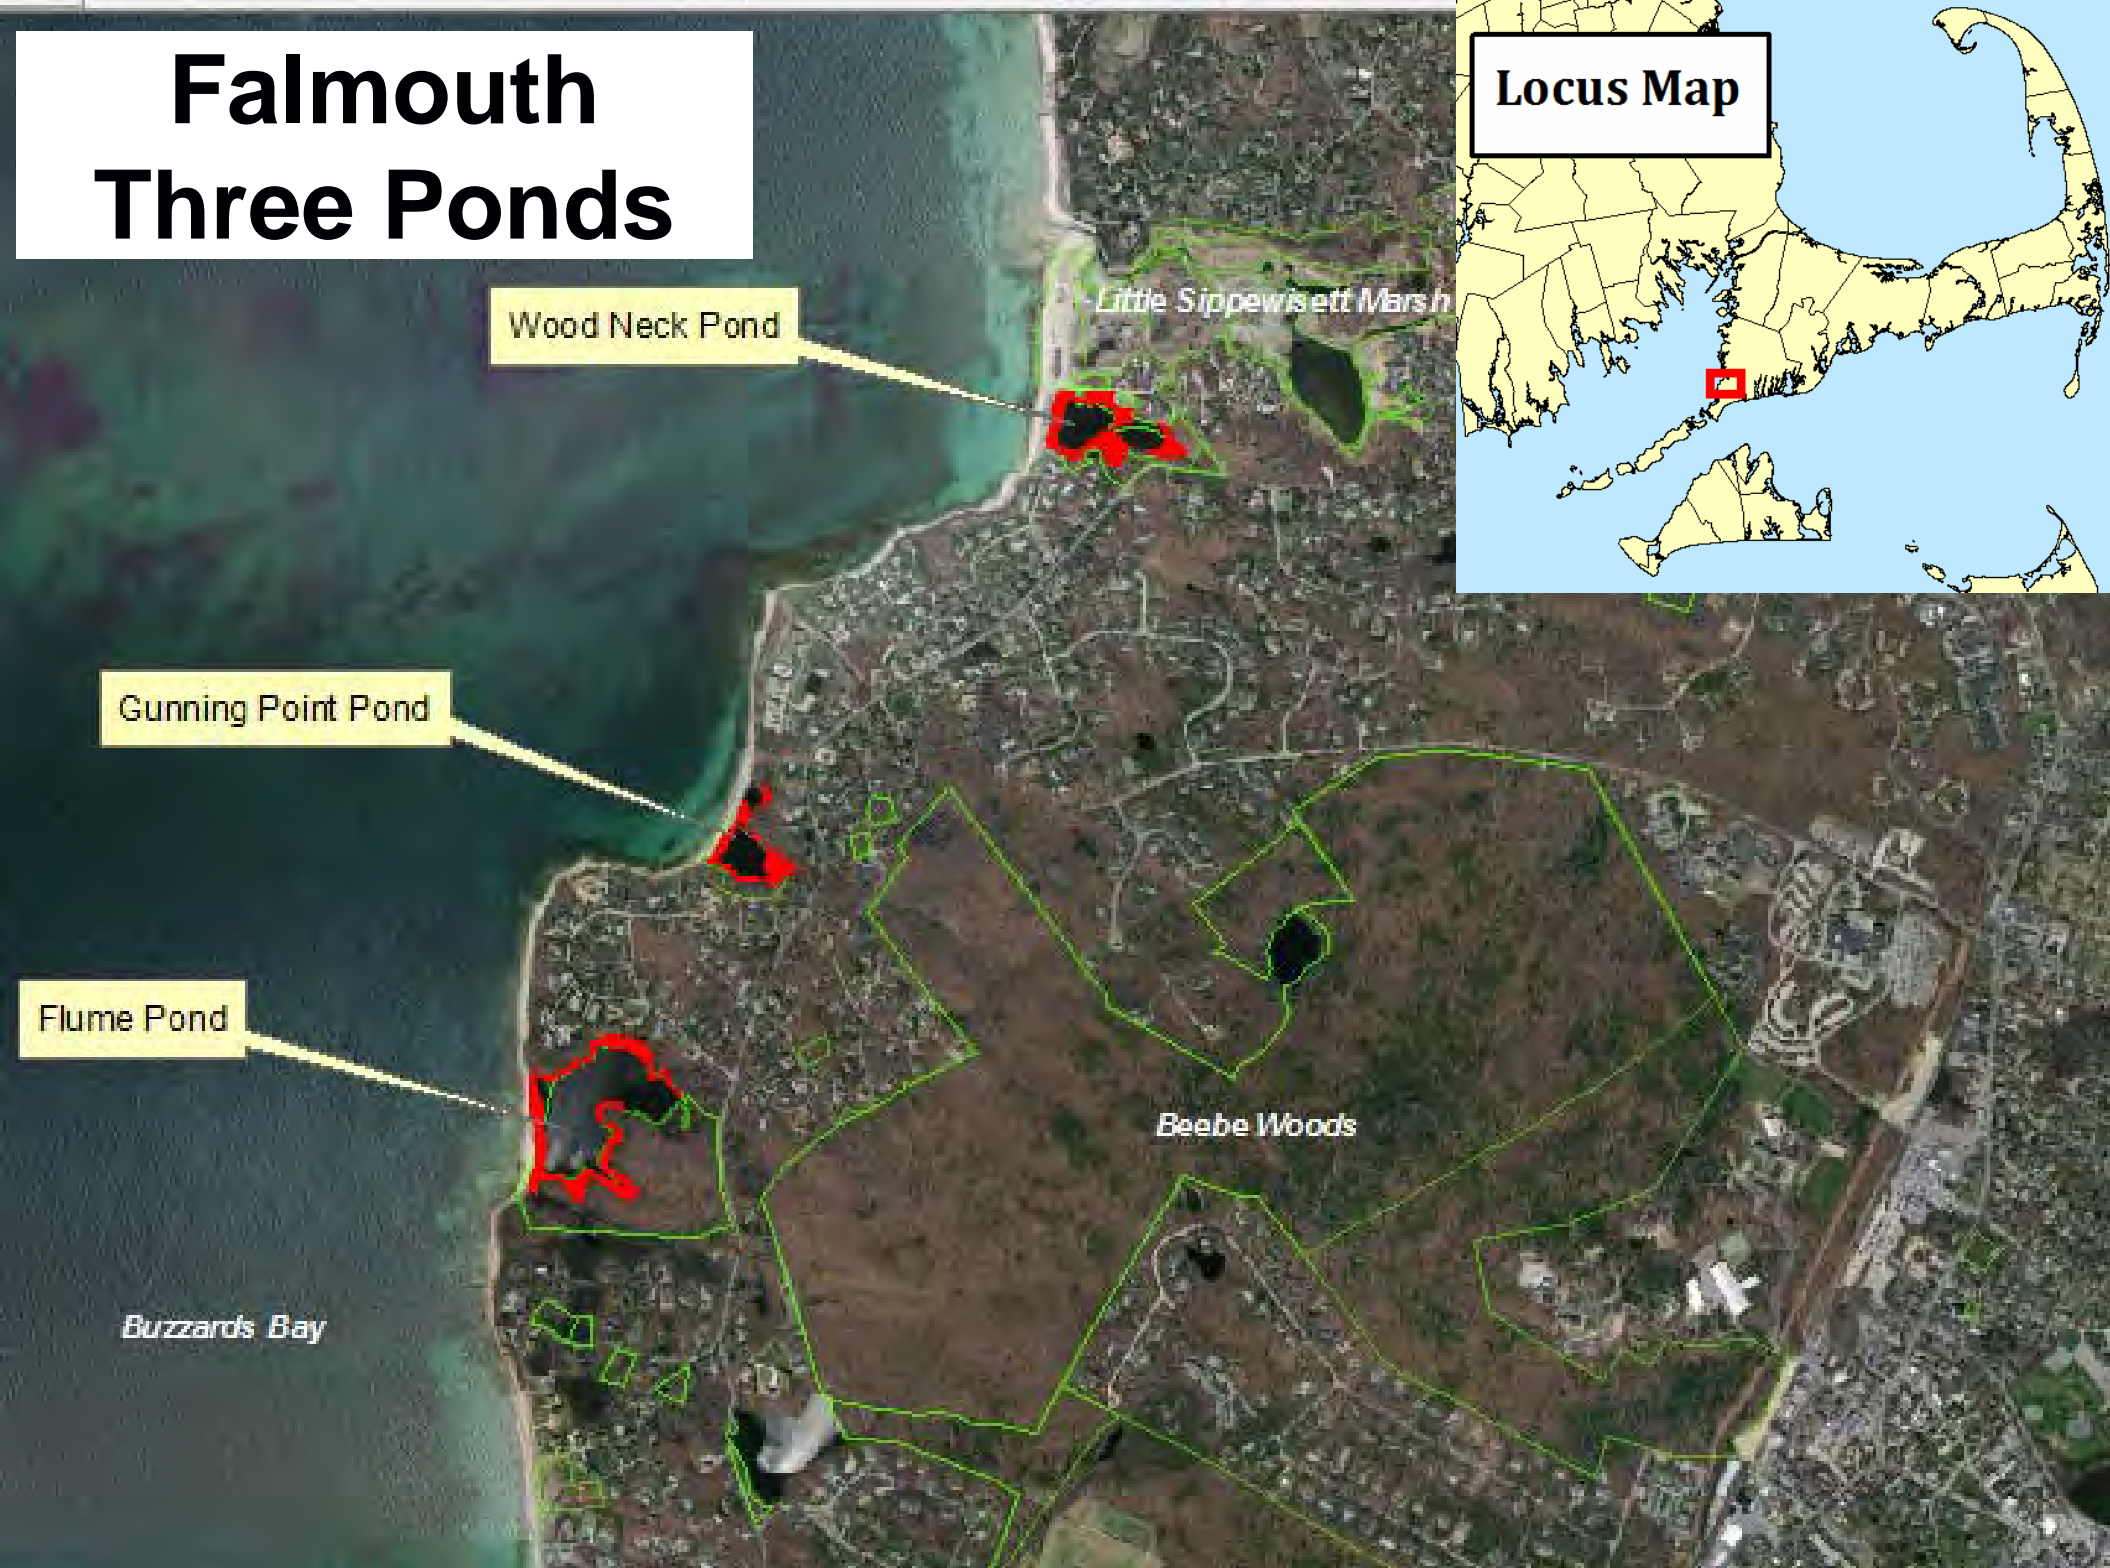 Falmouth
Three Ponds
Locus Map
Little Sippewisett Marsh
Wood Neck Pond
Gunning Point Pond
Flume Pond
Beebe Woods
Buzzards Bay